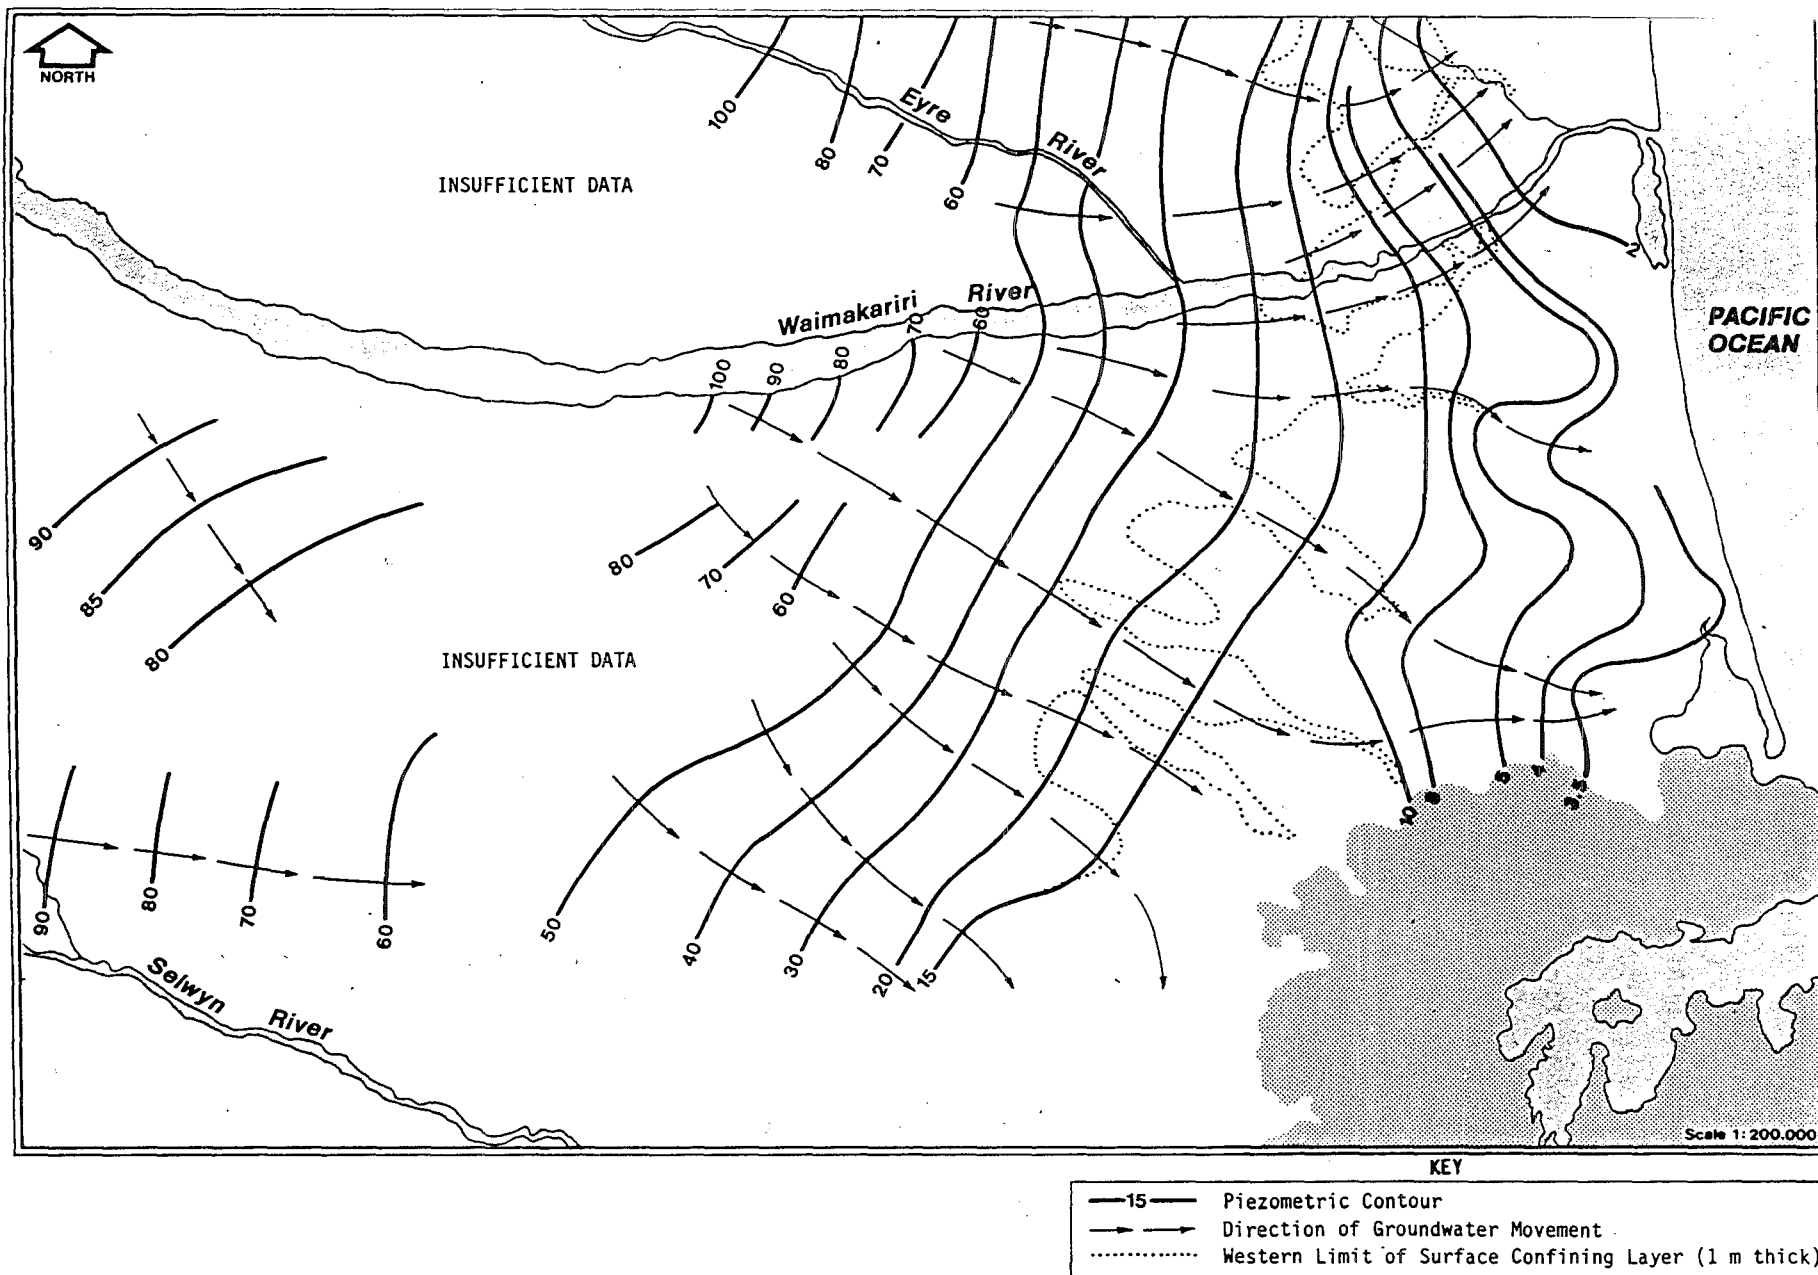 NORTH
100
80
70
60
Eyre
River
INSUFFICIENT DATA
2
Waimakariri
River
PACIFIC
OCEAN
100
90
80
70
60
90
85
80
80
70
60
INSUFFICIENT DATA
90
80
70
60
50
40
30
20
15
10
8
4
3.5
Selwyn
River
Scale 1:200.000
KEY
15 Piezometric Contour
Direction of Groundwater Movement
Western Limit of Surface Confining Layer (1 m thick)